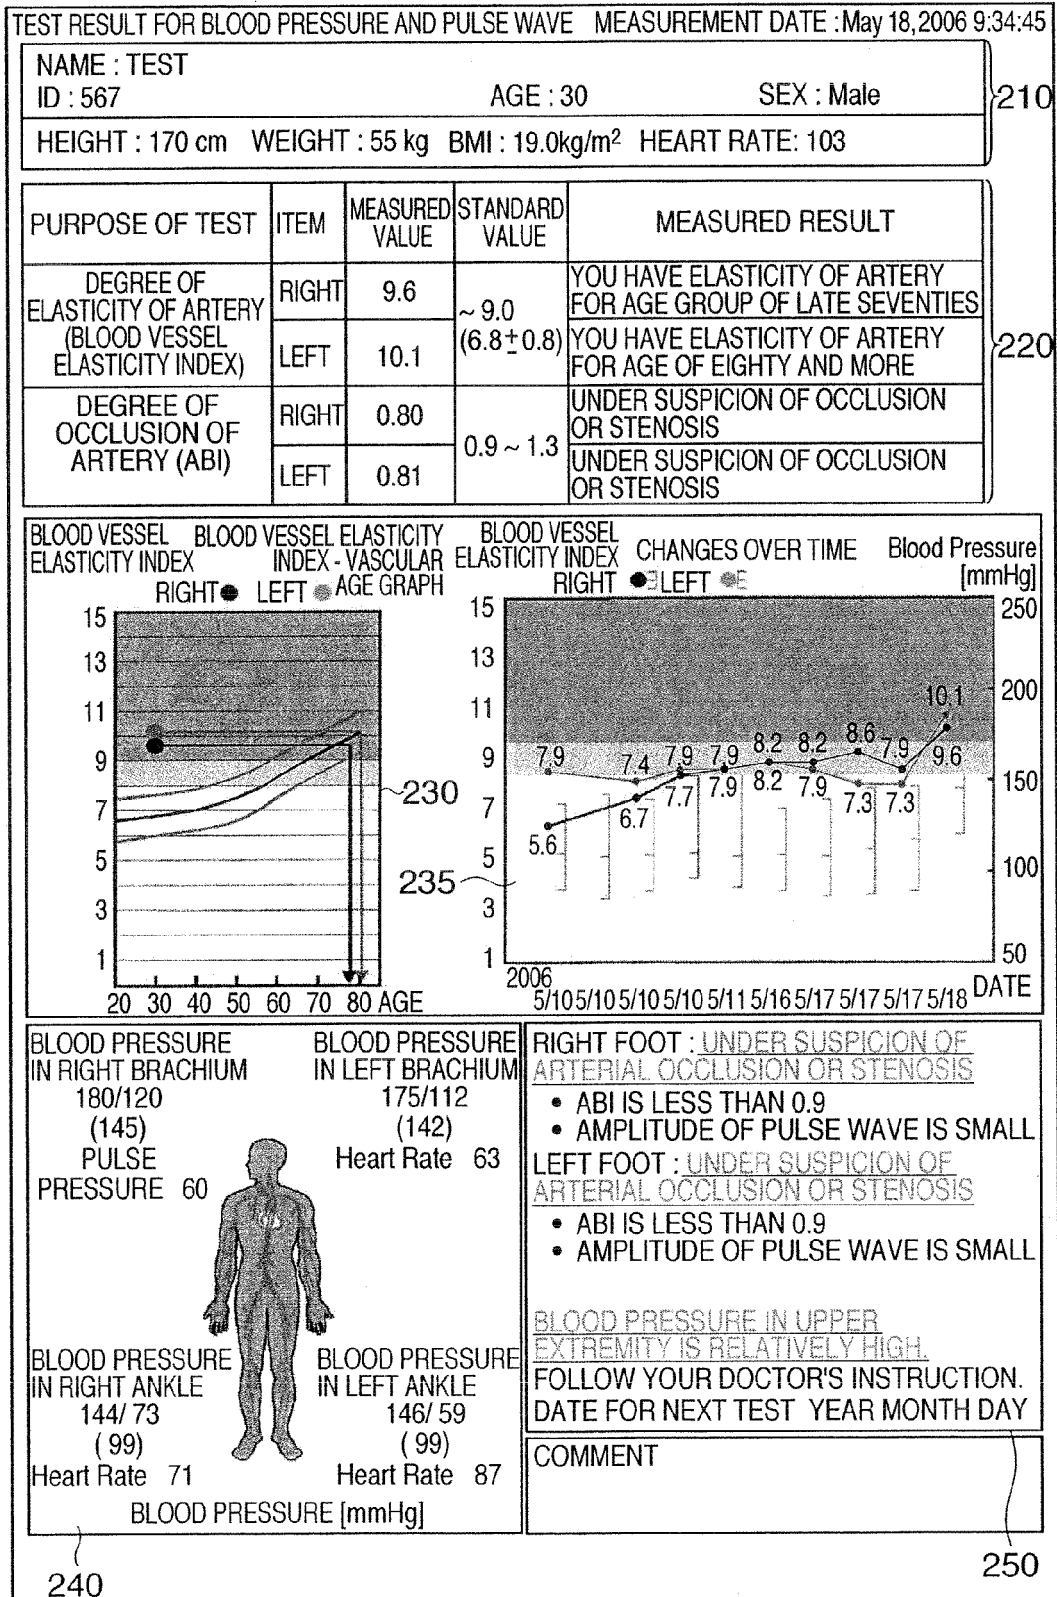 TEST RESULT FOR BLOOD PRESSURE AND PULSE WAVE MEASUREMENT DATE : May 18, 2006 9:34:45
NAME : TEST
ID : 567 AGE : 30 SEX : Male
210
HEIGHT : 170 cm WEIGHT : 55 kg BMI : 19.0kg/m² HEART RATE: 103
PURPOSE OF TEST ITEM MEASURED VALUE STANDARD VALUE MEASURED RESULT
DEGREE OF
ELASTICITY OF ARTERY
(BLOOD VESSEL
ELASTICITY INDEX)
RIGHT 9.6
~ 9.0
(6.8±0.8)
YOU HAVE ELASTICITY OF ARTERY
FOR AGE GROUP OF LATE SEVENTIES
LEFT 10.1
YOU HAVE ELASTICITY OF ARTERY
FOR AGE OF EIGHTY AND MORE
220
DEGREE OF
OCCLUSION OF
ARTERY (ABI)
RIGHT 0.80
0.9 ~ 1.3
UNDER SUSPICION OF OCCLUSION
OR STENOSIS
LEFT 0.81
UNDER SUSPICION OF OCCLUSION
OR STENOSIS
BLOOD VESSEL
ELASTICITY INDEX
BLOOD VESSEL ELASTICITY
INDEX - VASCULAR
AGE GRAPH
RIGHT LEFT
15
13
11
9
7
5
3
1
20 30 40 50 60 70 80 AGE
230
BLOOD VESSEL
ELASTICITY INDEX
CHANGES OVER TIME
RIGHT LEFT
Blood Pressure
[mmHg]
15
13
11
9
7
5
3
1
250
200
150
100
50
7.9 7.4 7.9 7.9 8.2 8.2 8.6 7.9 10.1
5.6 6.7 7.7 7.9 8.2 7.9 7.3 7.3 9.6
235
2006
5/10 5/10 5/10 5/10 5/11 5/16 5/17 5/17 5/17 5/18 DATE
BLOOD PRESSURE
IN RIGHT BRACHIUM
180/120
(145)
PULSE
PRESSURE 60
BLOOD PRESSURE
IN LEFT BRACHIUM
175/112
(142)
Heart Rate 63
BLOOD PRESSURE
IN RIGHT ANKLE
144/ 73
( 99)
Heart Rate 71
BLOOD PRESSURE
IN LEFT ANKLE
146/ 59
( 99)
Heart Rate 87
BLOOD PRESSURE [mmHg]
240
RIGHT FOOT : UNDER SUSPICION OF
ARTERIAL OCCLUSION OR STENOSIS
• ABI IS LESS THAN 0.9
• AMPLITUDE OF PULSE WAVE IS SMALL
LEFT FOOT : UNDER SUSPICION OF
ARTERIAL OCCLUSION OR STENOSIS
• ABI IS LESS THAN 0.9
• AMPLITUDE OF PULSE WAVE IS SMALL
BLOOD PRESSURE IN UPPER
EXTREMITY IS RELATIVELY HIGH.
FOLLOW YOUR DOCTOR'S INSTRUCTION.
DATE FOR NEXT TEST YEAR MONTH DAY
COMMENT
250